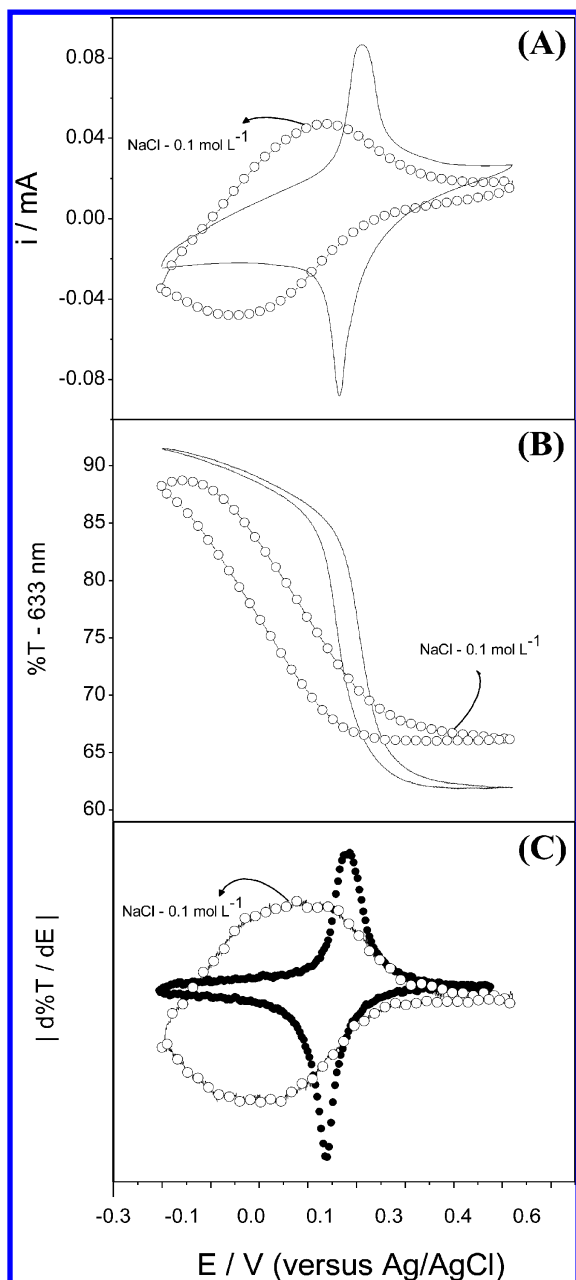 (A)
0.08
0.04
0.00
-0.04
-0.08
i / mA
NaCl - 0.1 mol L-1
(B)
90
85
80
75
70
65
60
%T - 633 nm
NaCl - 0.1 mol L-1
(C)
| d%T / dE |
NaCl - 0.1 mol L-1
-0.3 -0.1 0.0 0.1 0.2 0.4 0.6
E / V (versus Ag/AgCl)